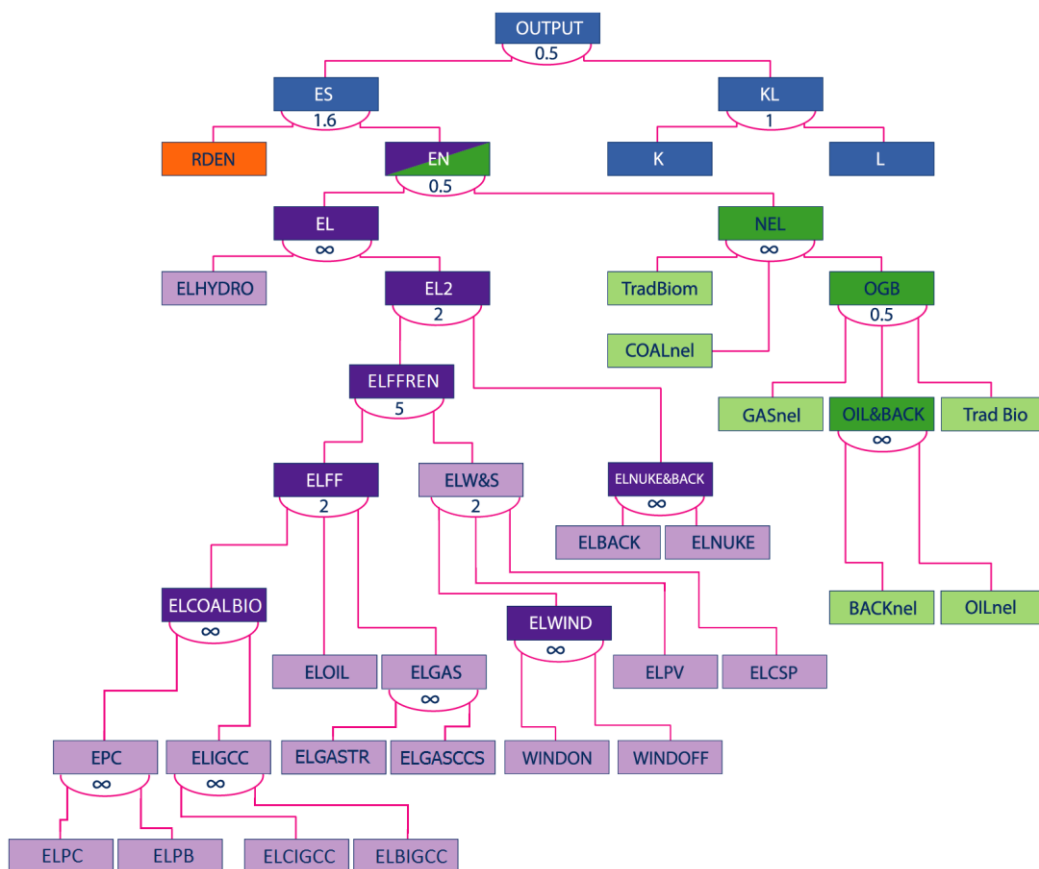 OUTPUT
0.5
ES
KL
1.6
1
RDEN
EN
K
L
0.5
EL
NEL
∞
∞
ELHYDRO
EL2
TradBiom
OGB
2
0.5
COALnel
ELFFREN
5
GASnel
OIL&BACK
Trad Bio
∞
ELFF
ELW&S
ELNUKE&BACK
2
2
∞
ELBACK
ELNUKE
ELCOALBIO
∞
BACKnel
OILnel
ELWIND
∞
ELOIL
ELGAS
ELPV
ELCSP
∞
EPC
ELIGCC
ELGASTR
ELGASCCS
WINDON
WINDOFF
∞
∞
ELPC
ELPB
ELCIGCC
ELBIGCC